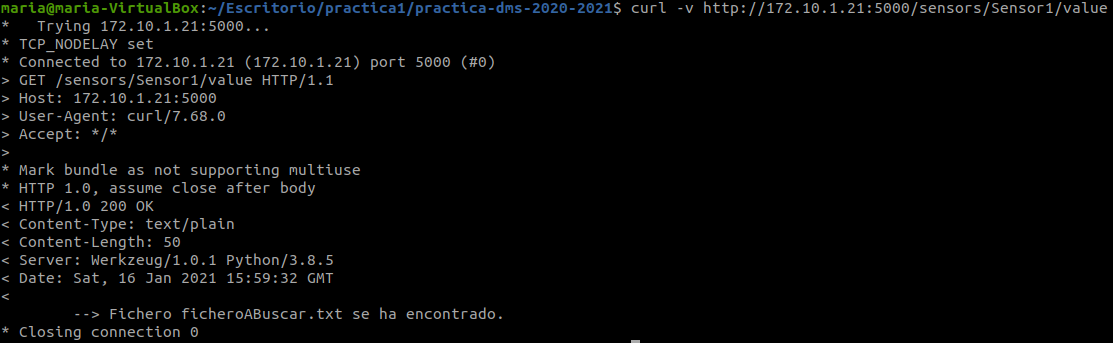 maria@maria-VirtualBox:~/Escritorio/practica1/practica-dms-2020-2021$ curl -v http://172.10.1.21:5000/sensors/Sensor1/value
*   Trying 172.10.1.21:5000...
* TCP_NODELAY set
* Connected to 172.10.1.21 (172.10.1.21) port 5000 (#0)
> GET /sensors/Sensor1/value HTTP/1.1
> Host: 172.10.1.21:5000
> User-Agent: curl/7.68.0
> Accept: */*
>
* Mark bundle as not supporting multiuse
* HTTP 1.0, assume close after body
< HTTP/1.0 200 OK
< Content-Type: text/plain
< Content-Length: 50
< Server: Werkzeug/1.0.1 Python/3.8.5
< Date: Sat, 16 Jan 2021 15:59:32 GMT
<
        --> Fichero ficheroABuscar.txt se ha encontrado.
* Closing connection 0